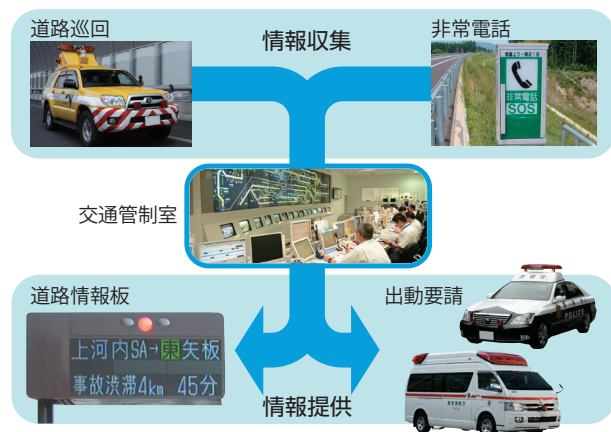 道路巡回
情報収集
非常電話
非常電話
SOS
交通管制室
道路情報板
出動要請
上河内SA→東矢板
事故渋滞4km 45分
POLICE
情報提供